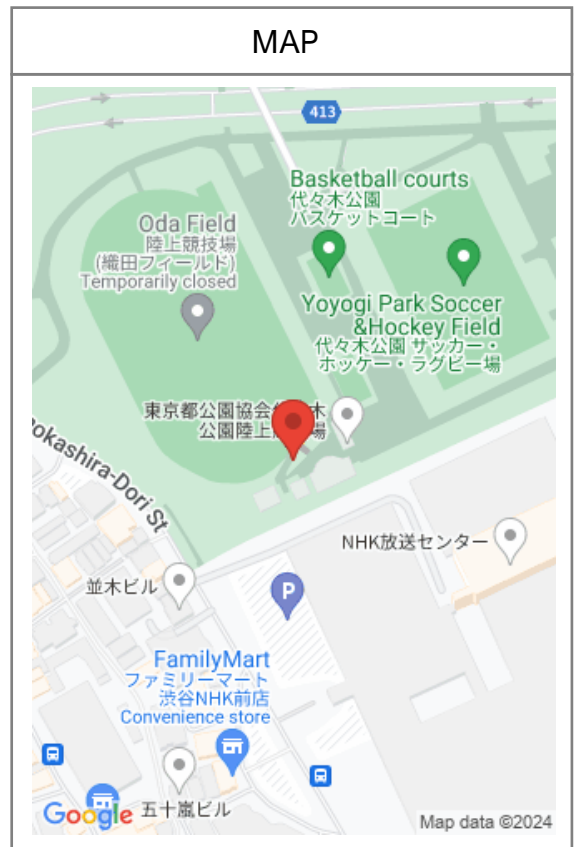 MAP
413
Basketball courts
代々木公園
バスケットコート
Oda Field
陸上競技場
(織田フィールド)
Temporarily closed
Yoyogi Park Soccer
&Hockey Field
代々木公園 サッカー・
ホッケー・ラグビー場
東京都公園協会 木
公園陸上 場
okashira-Dori St
NHK放送センター
並木ビル
P
FamilyMart
ファミリーマート
渋谷NHK前店
Convenience store
五十嵐ビル
Google
Map data ©2024